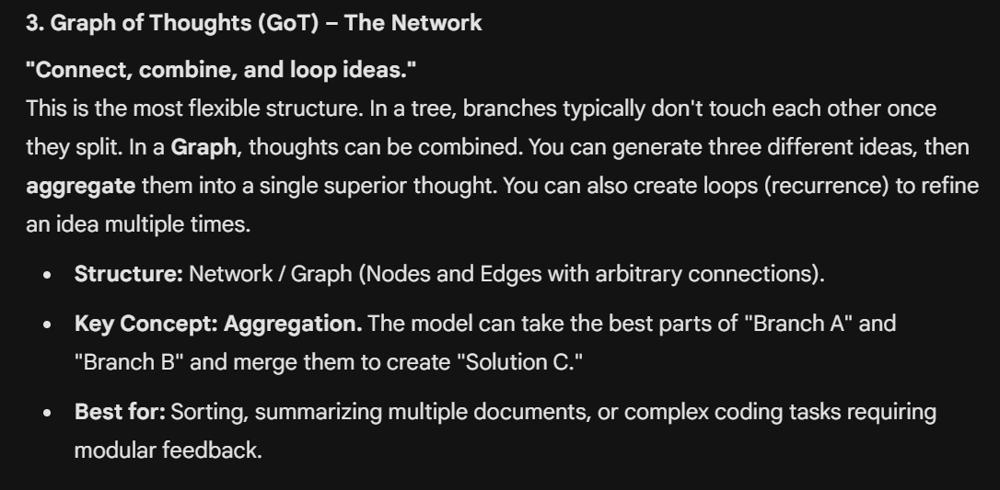 3. Graph of Thoughts (GoT) – The Network
"Connect, combine, and loop ideas."
This is the most flexible structure. In a tree, branches typically don't touch each other once
they split. In a Graph, thoughts can be combined. You can generate three different ideas, then
aggregate them into a single superior thought. You can also create loops (recurrence) to refine
an idea multiple times.
• Structure: Network / Graph (Nodes and Edges with arbitrary connections).
• Key Concept: Aggregation. The model can take the best parts of "Branch A" and
"Branch B" and merge them to create "Solution C."
• Best for: Sorting, summarizing multiple documents, or complex coding tasks requiring
modular feedback.